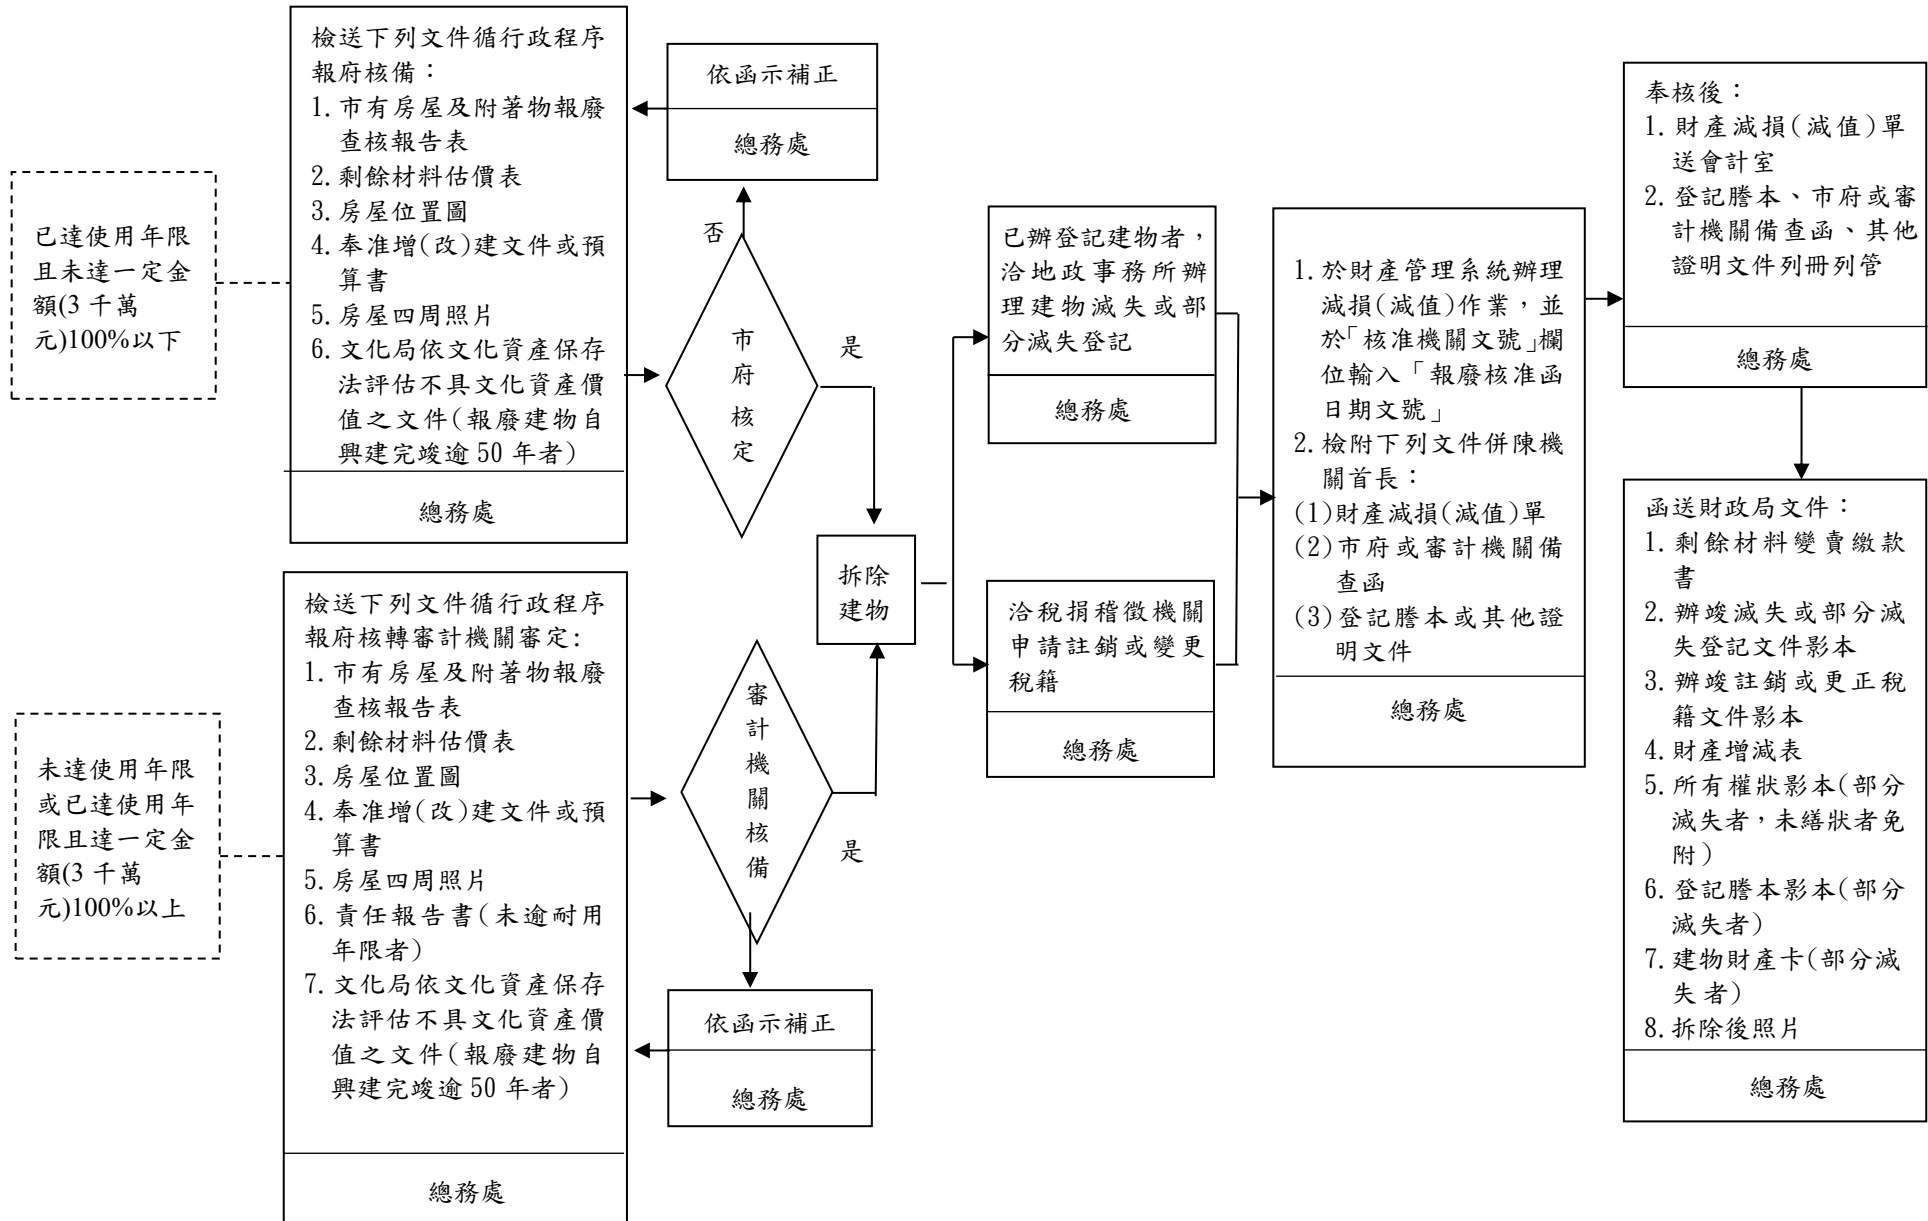 已達使用年限
且未達一定金
額(3 千萬
元)100%以下
檢送下列文件循行政程序
報府核備：
1.市有房屋及附著物報廢
查核報告表
2.剩餘材料估價表
3.房屋位置圖
4.奉准增(改)建文件或預
算書
5.房屋四周照片
6.文化局依文化資產保存
法評估不具文化資產價
值之文件(報廢建物自
興建完竣逾 50 年者)
總務處
依函示補正
總務處
否
市
府
核
定
是
未達使用年限
或已達使用年
限且達一定金
額(3 千萬
元)100%以上
檢送下列文件循行政程序
報府核轉審計機關審定:
1.市有房屋及附著物報廢
查核報告表
2.剩餘材料估價表
3.房屋位置圖
4.奉准增(改)建文件或預
算書
5.房屋四周照片
6.責任報告書(未逾耐用
年限者)
7.文化局依文化資產保存
法評估不具文化資產價
值之文件(報廢建物自
興建完竣逾 50 年者)
總務處
審
計
機
關
核
備
是
依函示補正
總務處
拆除
建物
已辦登記建物者，
洽地政事務所辦
理建物滅失或部
分滅失登記
總務處
洽稅捐稽徵機關
申請註銷或變更
稅籍
總務處
1.於財產管理系統辦理
減損(減值)作業，並
於「核准機關文號」欄
位輸入「報廢核准函
日期文號」
2.檢附下列文件併陳機
關首長：
(1)財產減損(減值)單
(2)市府或審計機關備
查函
(3)登記謄本或其他證
明文件
總務處
奉核後：
1.財產減損(減值)單
送會計室
2.登記謄本、市府或審
計機關備查函、其他
證明文件列冊列管
總務處
函送財政局文件：
1.剩餘材料變賣繳款
書
2.辦竣滅失或部分滅
失登記文件影本
3.辦竣註銷或更正稅
籍文件影本
4.財產增減表
5.所有權狀影本(部分
滅失者，未繕狀者免
附)
6.登記謄本影本(部分
滅失者)
7.建物財產卡(部分滅
失者)
8.拆除後照片
總務處